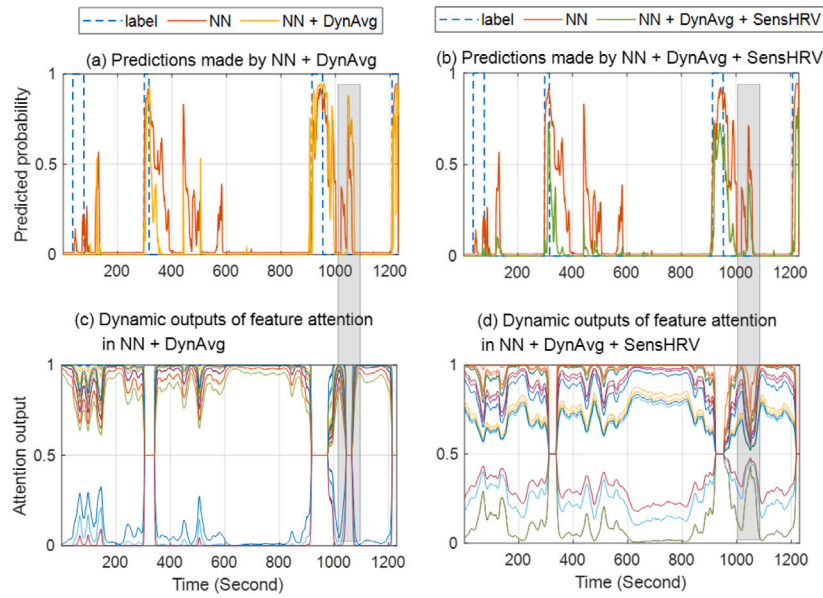 label NN NN + DynAvg
label NN NN + DynAvg + SensHRV
(a) Predictions made by NN + DynAvg
(b) Predictions made by NN + DynAvg + SensHRV
Predicted probability
1
0.5
0
200 400 600 800 1000 1200
1
0.5
0
200 400 600 800 1000 1200
(c) Dynamic outputs of feature attention
in NN + DynAvg
(d) Dynamic outputs of feature attention
in NN + DynAvg + SensHRV
Attention output
1
0.5
0
200 400 600 800 1000 1200
Time (Second)
1
0.5
0
200 400 600 800 1000 1200
Time (Second)